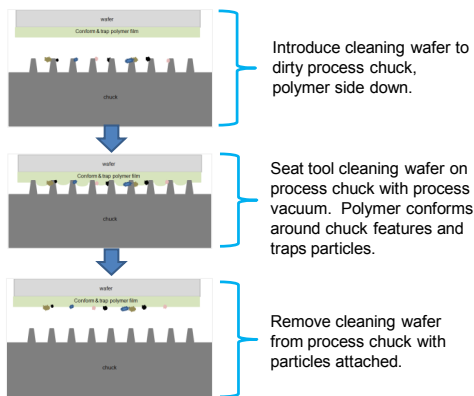 wafer
Conform & trap polymer film
chuck
Introduce cleaning wafer to
dirty process chuck,
polymer side down.
wafer
Conform & trap polymer film
chuck
Seat tool cleaning wafer on
process chuck with process
vacuum. Polymer conforms
around chuck features and
traps particles.
wafer
Conform & trap polymer film
chuck
Remove cleaning wafer
from process chuck with
particles attached.